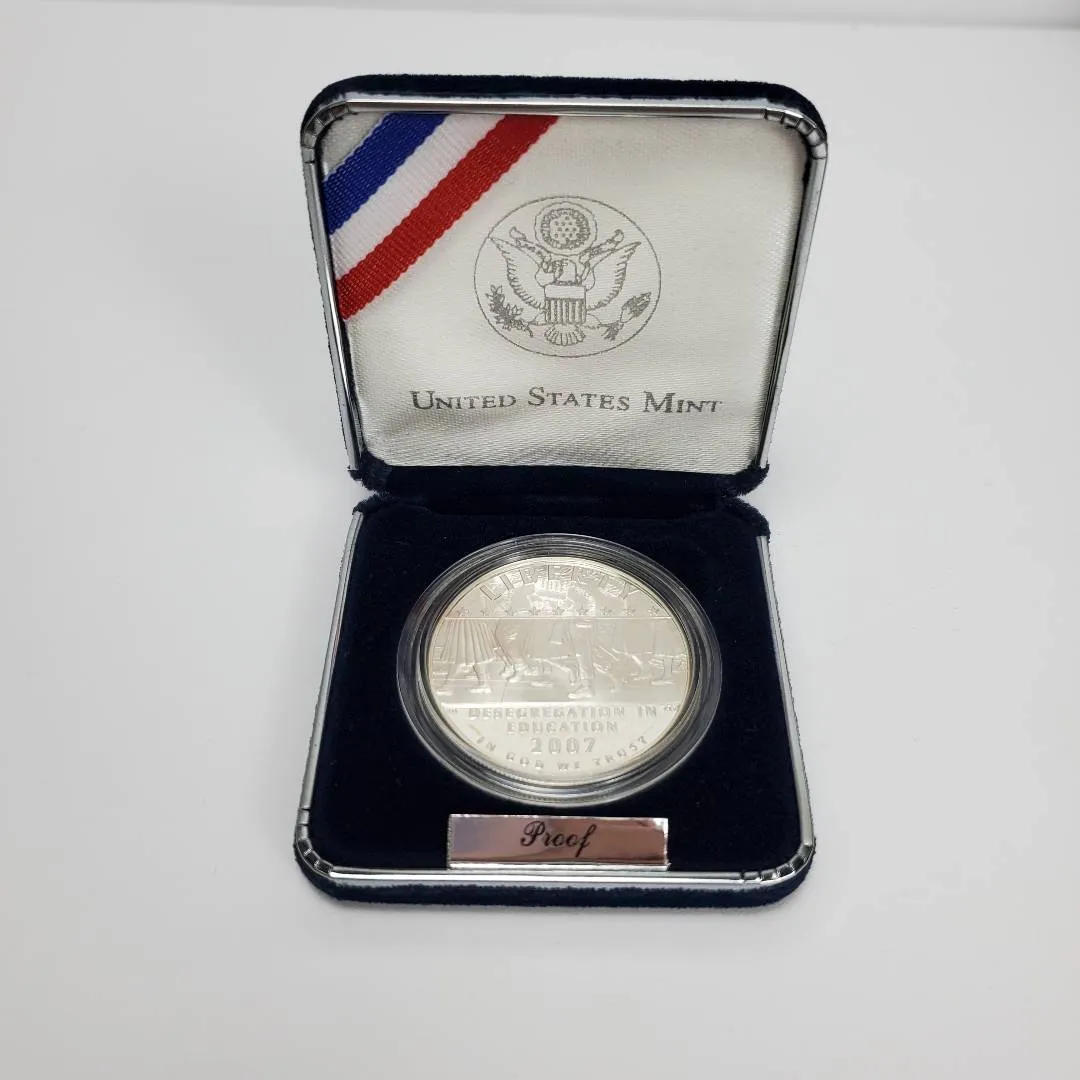 UNITED STATES MINT
LIBERTY
DESEGREGATION IN
EDUCATION
2007
IN GOD WE TRUST
Proof